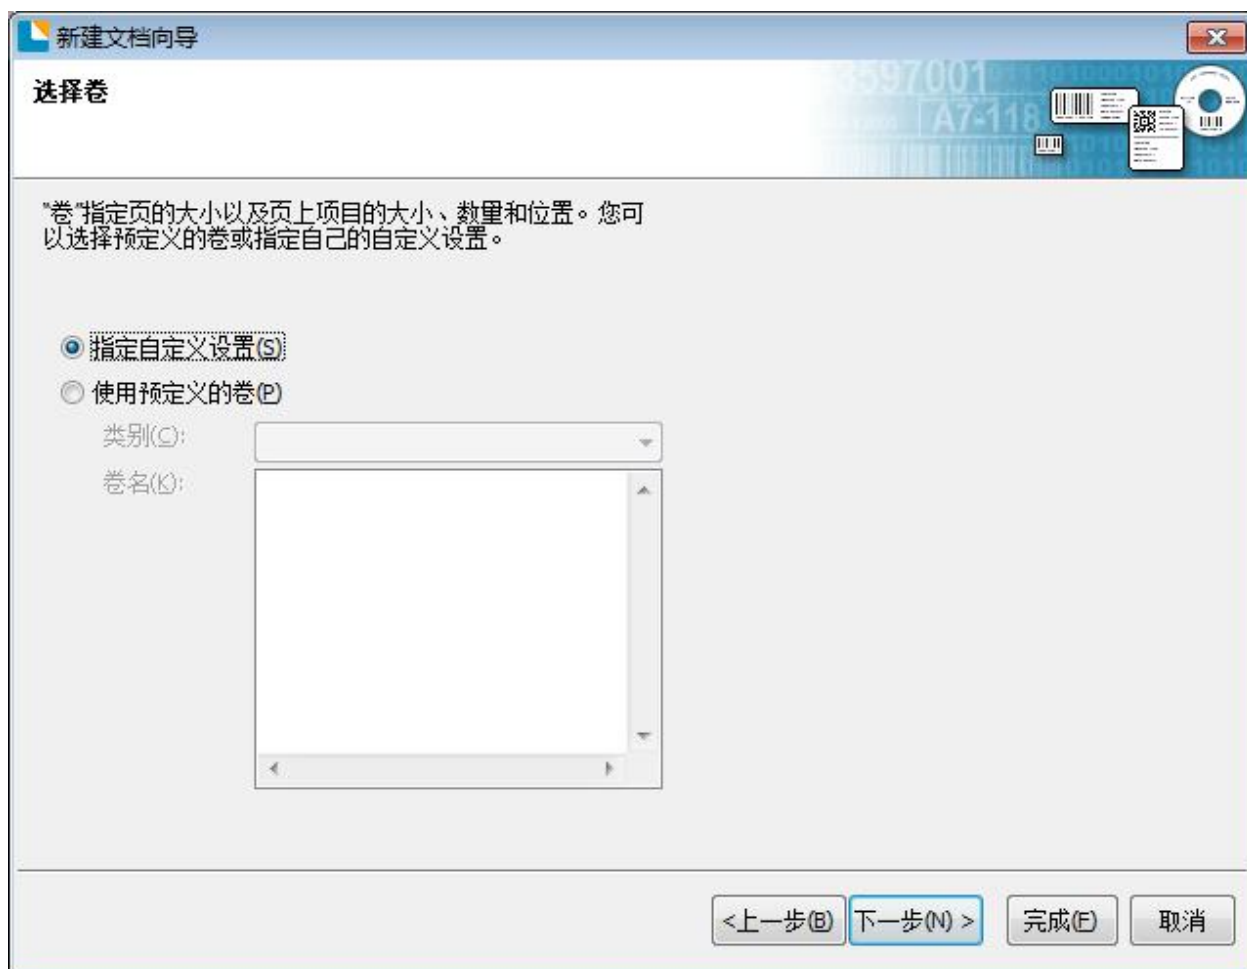 新建文档向导
选择卷
3597001
A7-118
"卷"指定页的大小以及页上项目的大小、数量和位置。您可
以选择预定义的卷或指定自己的自定义设置。
指定自定义设置(S)
使用预定义的卷(P)
类别(C):
卷名(K):
<上一步(B)
下一步(N) >
完成(F)
取消